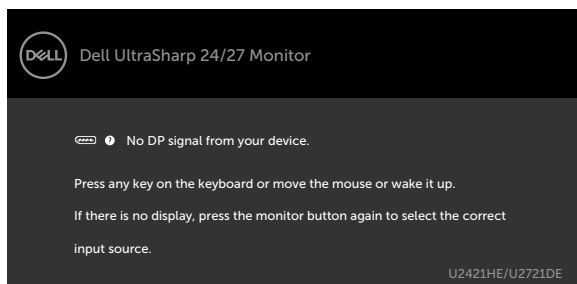 DELL
Dell UltraSharp 24/27 Monitor
? No DP signal from your device.
Press any key on the keyboard or move the mouse or wake it up.
If there is no display, press the monitor button again to select the correct
input source.
U2421HE/U2721DE